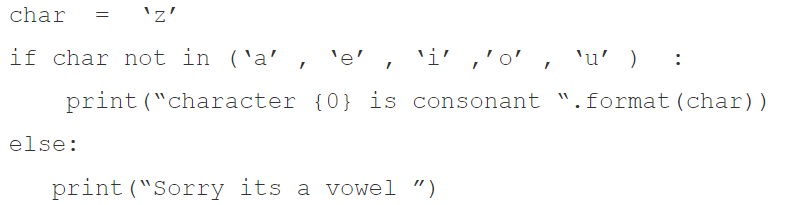 char = ‘z’
if char not in (‘a’ , ‘e’ , ‘i’ ,’o’ , ‘u’ ) :
    print(“character {0} is consonant “.format(char))
else:
   print(“Sorry its a vowel ”)